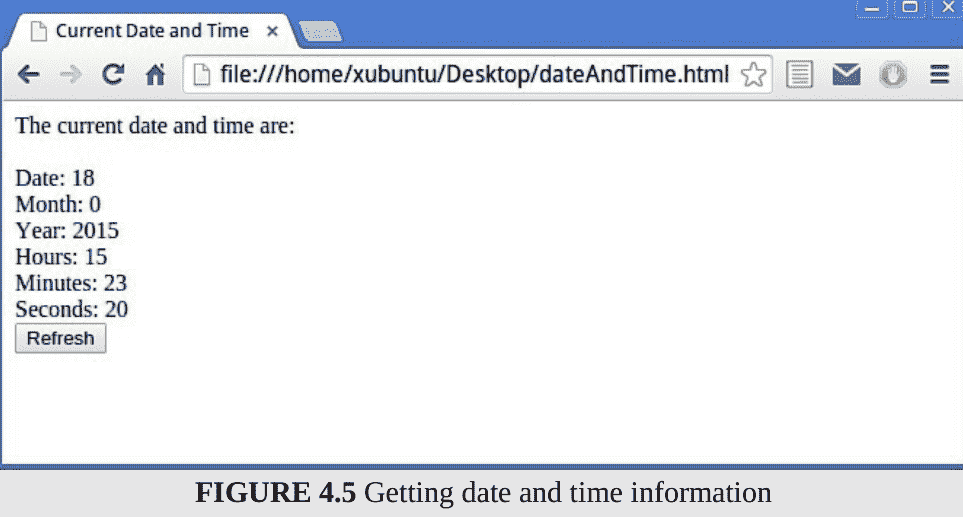 Current Date and Time
file:///home/xubuntu/Desktop/dateAndTime.html
The current date and time are:
Date: 18
Month: 0
Year: 2015
Hours: 15
Minutes: 23
Seconds: 20
Refresh
FIGURE 4.5 Getting date and time information